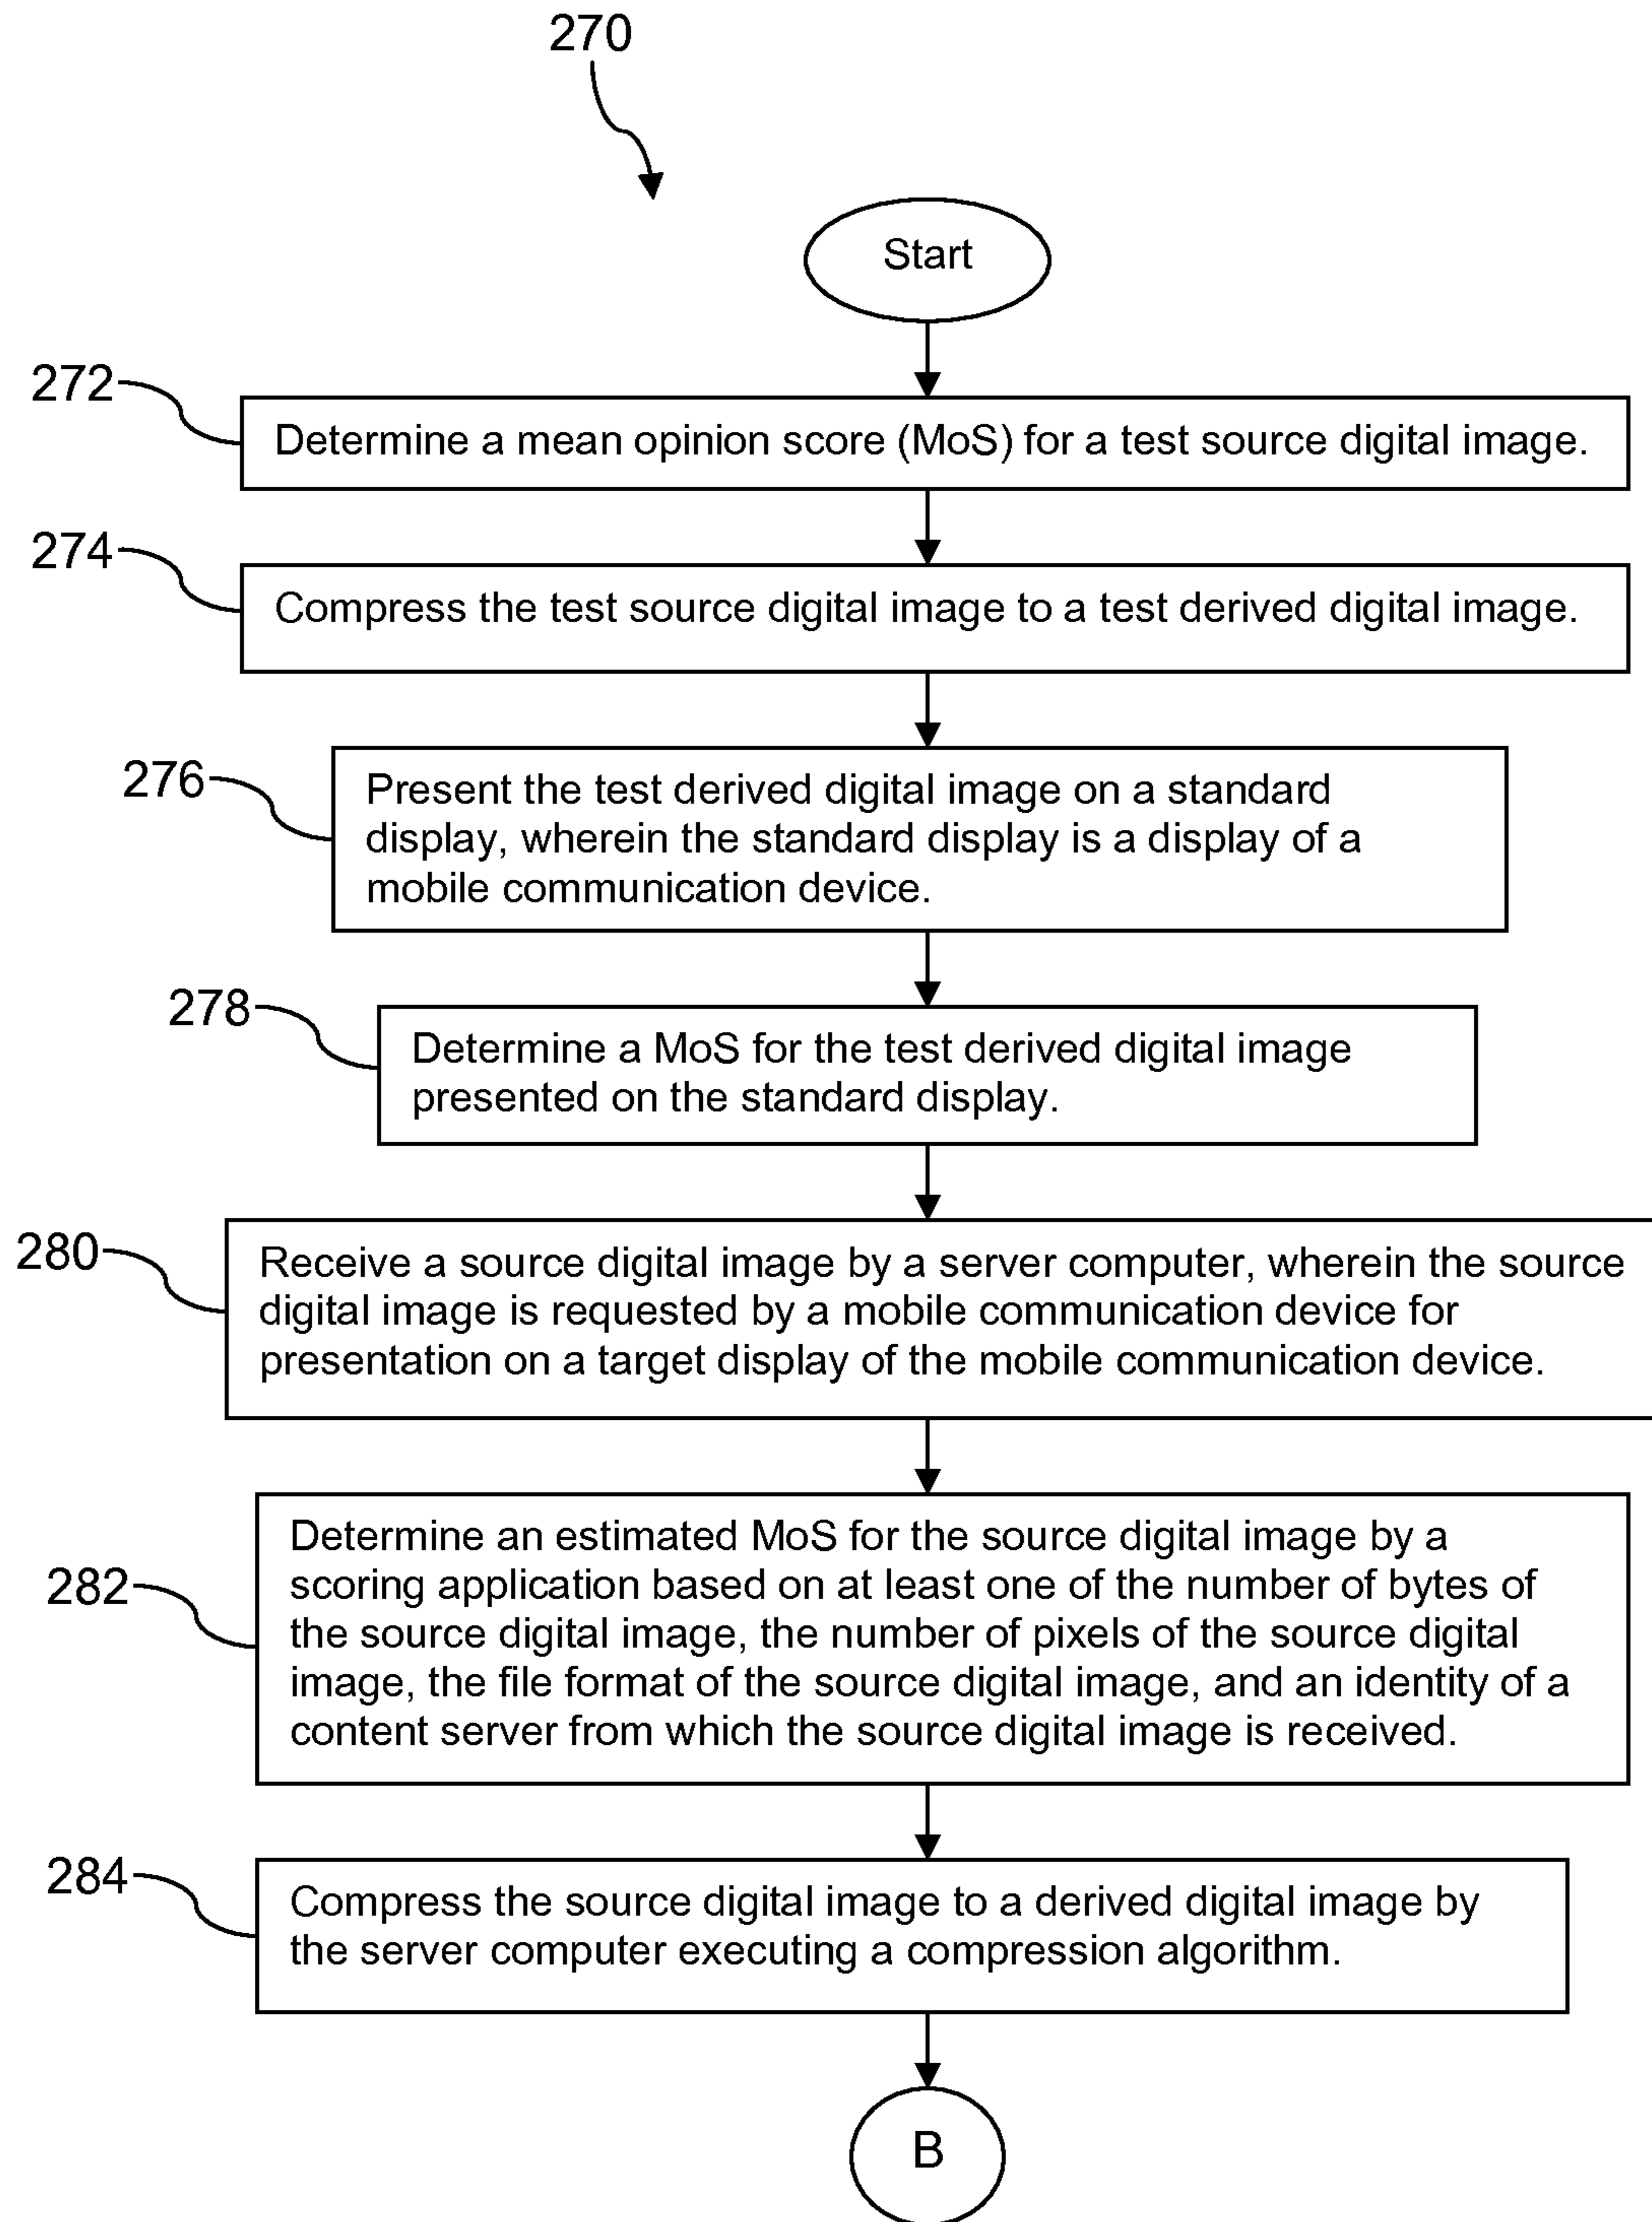 270
Start
272
Determine a mean opinion score (MoS) for a test source digital image.
274
Compress the test source digital image to a test derived digital image.
276
Present the test derived digital image on a standard
display, wherein the standard display is a display of a
mobile communication device.
278
Determine a MoS for the test derived digital image
presented on the standard display.
280
Receive a source digital image by a server computer, wherein the source
digital image is requested by a mobile communication device for
presentation on a target display of the mobile communication device.
282
Determine an estimated MoS for the source digital image by a
scoring application based on at least one of the number of bytes of
the source digital image, the number of pixels of the source digital
image, the file format of the source digital image, and an identity of a
content server from which the source digital image is received.
284
Compress the source digital image to a derived digital image by
the server computer executing a compression algorithm.
B